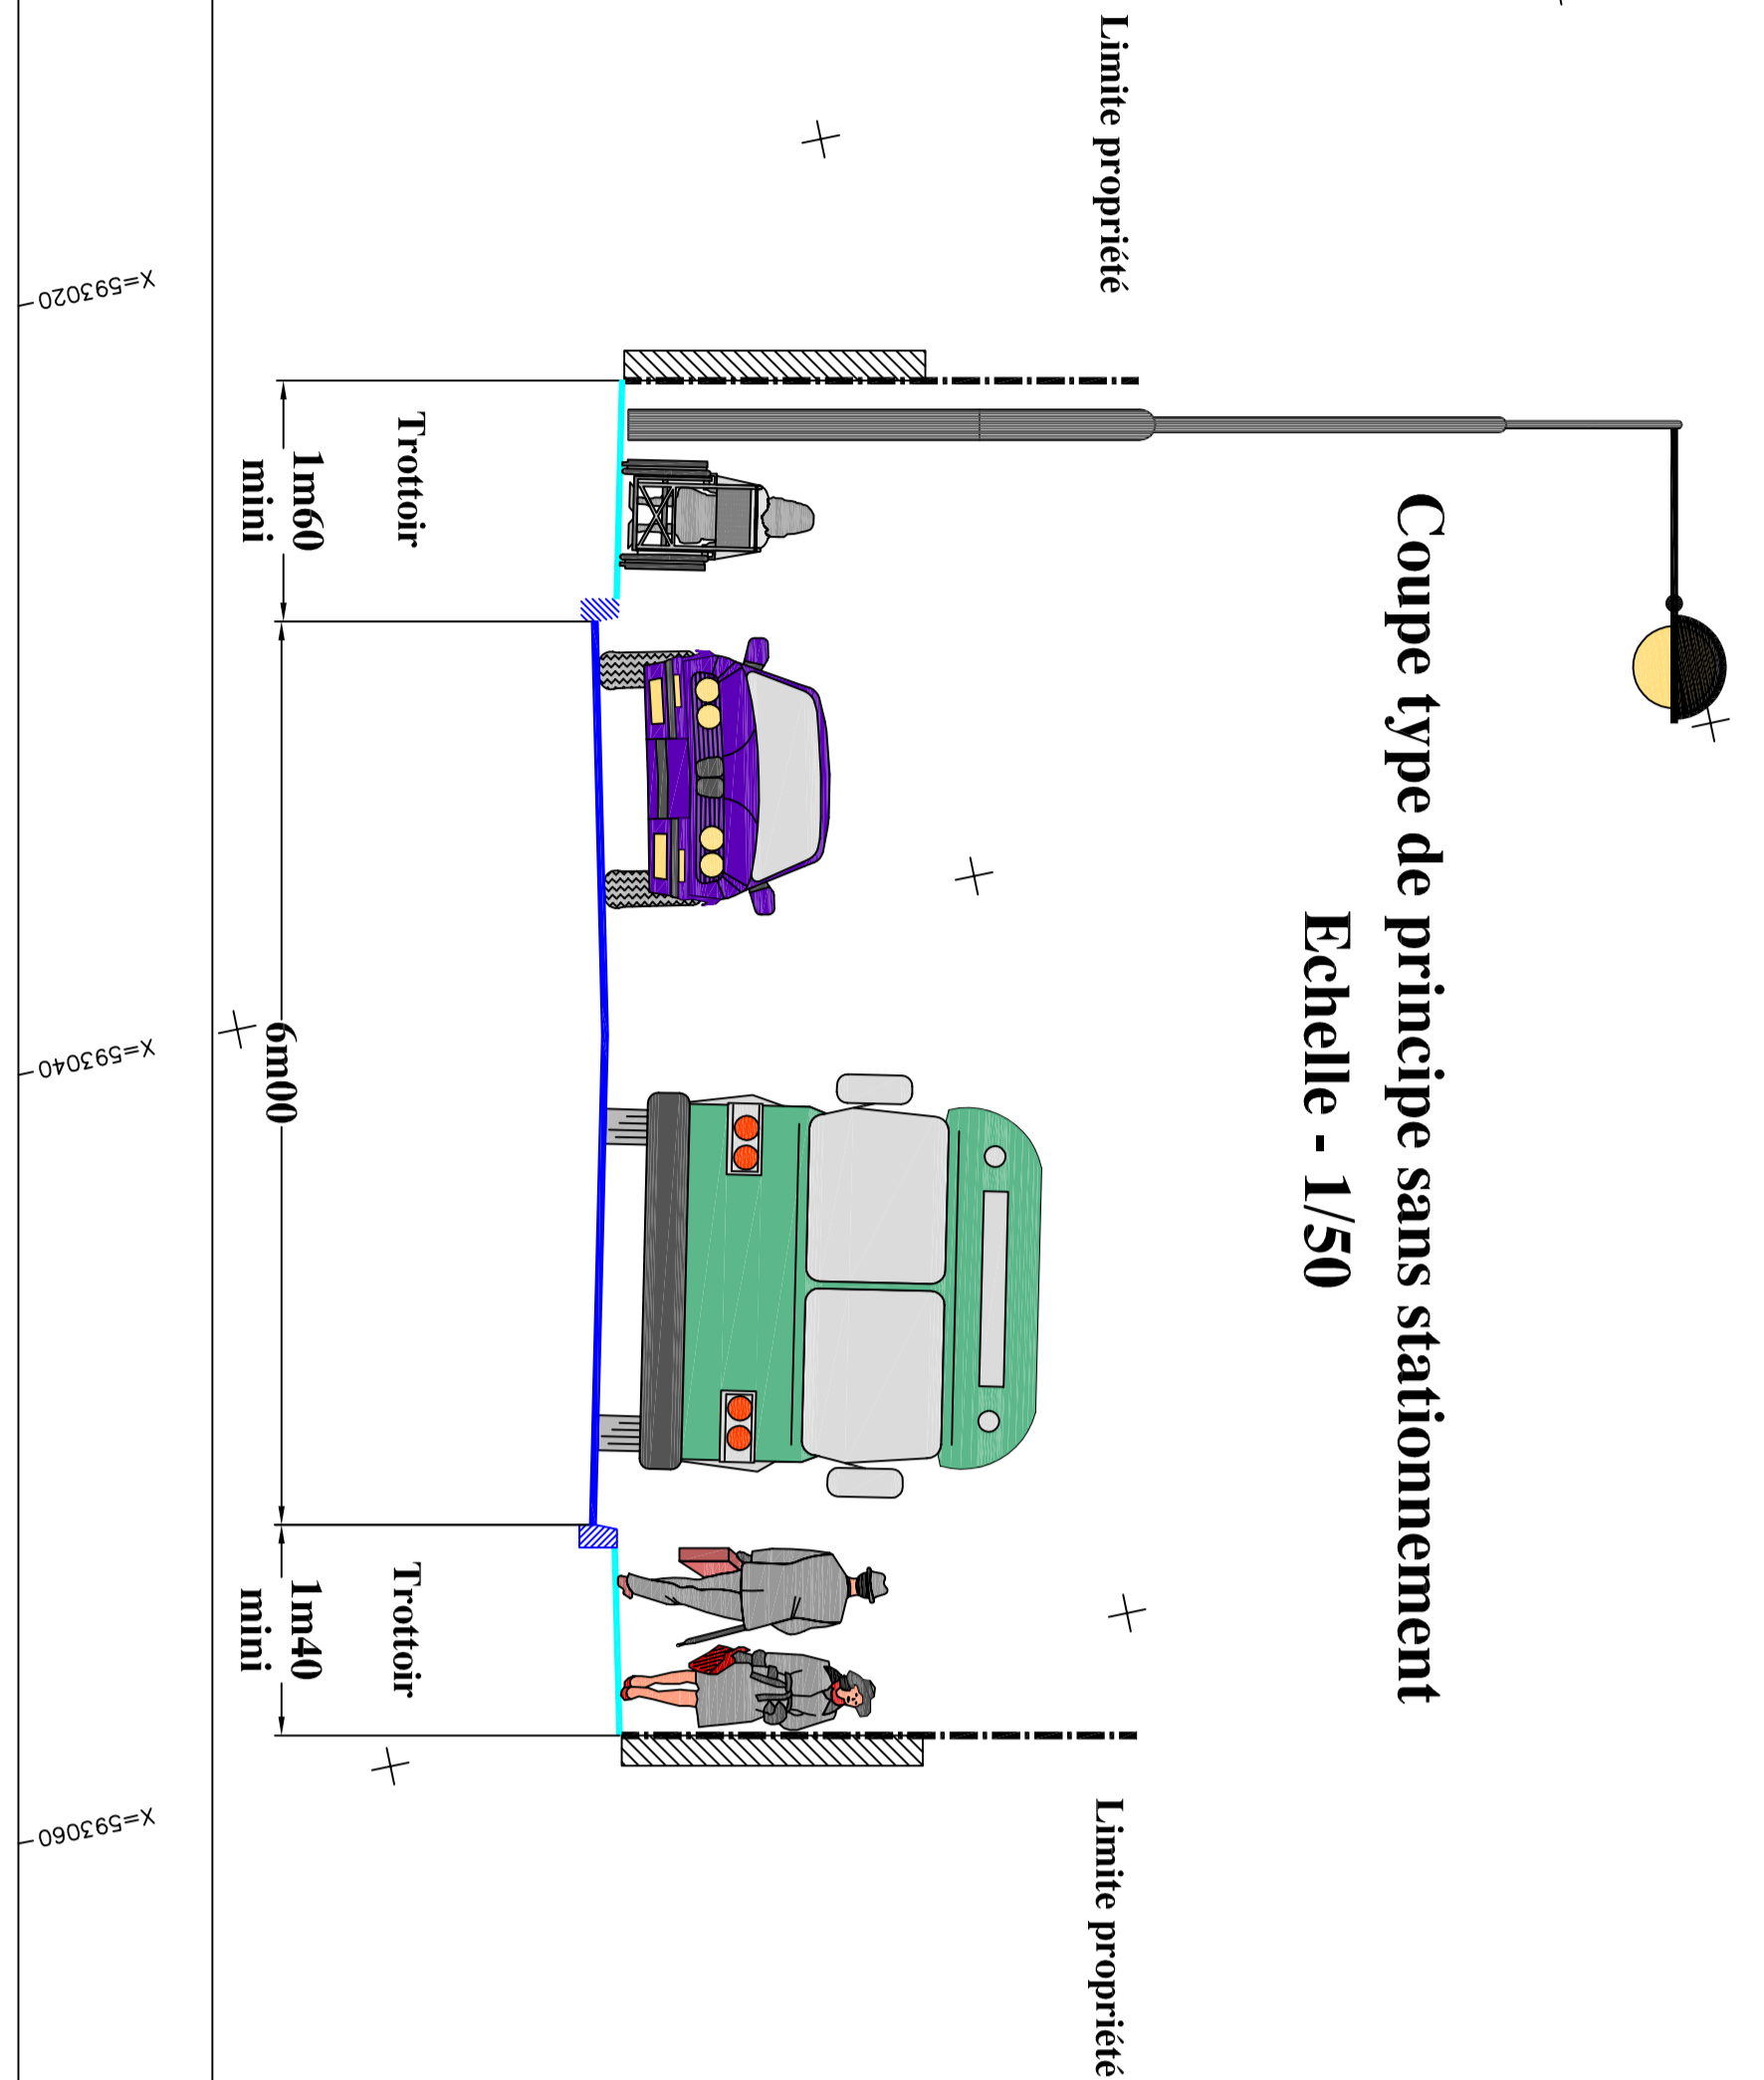 Coupe type de principe sans stationnement
Echelle - 1/50
Limite propriété
Limite propriété
Trottoir
Trottoir
1m60
mini
6m00
1m40
mini
X=593020
X=593040
X=593060